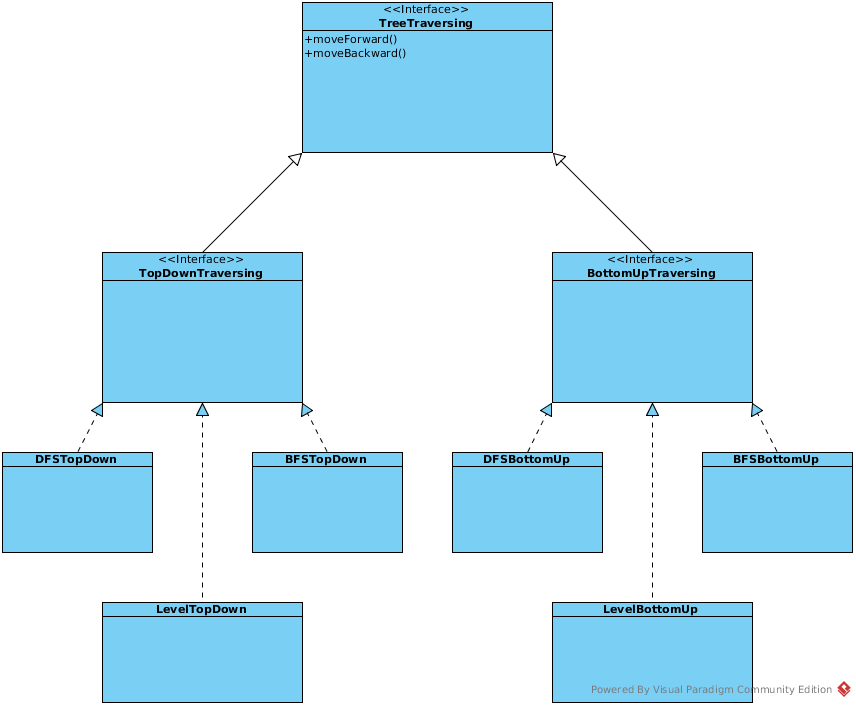 <<Interface>>
TreeTraversing
+moveForward()
+moveBackward()
<<Interface>>
TopDownTraversing
<<Interface>>
BottomUpTraversing
DFSTopDown
BFSTopDown
DFSBottomUp
BFSBottomUp
LevelTopDown
LevelBottomUp
Powered By Visual Paradigm Community Edition